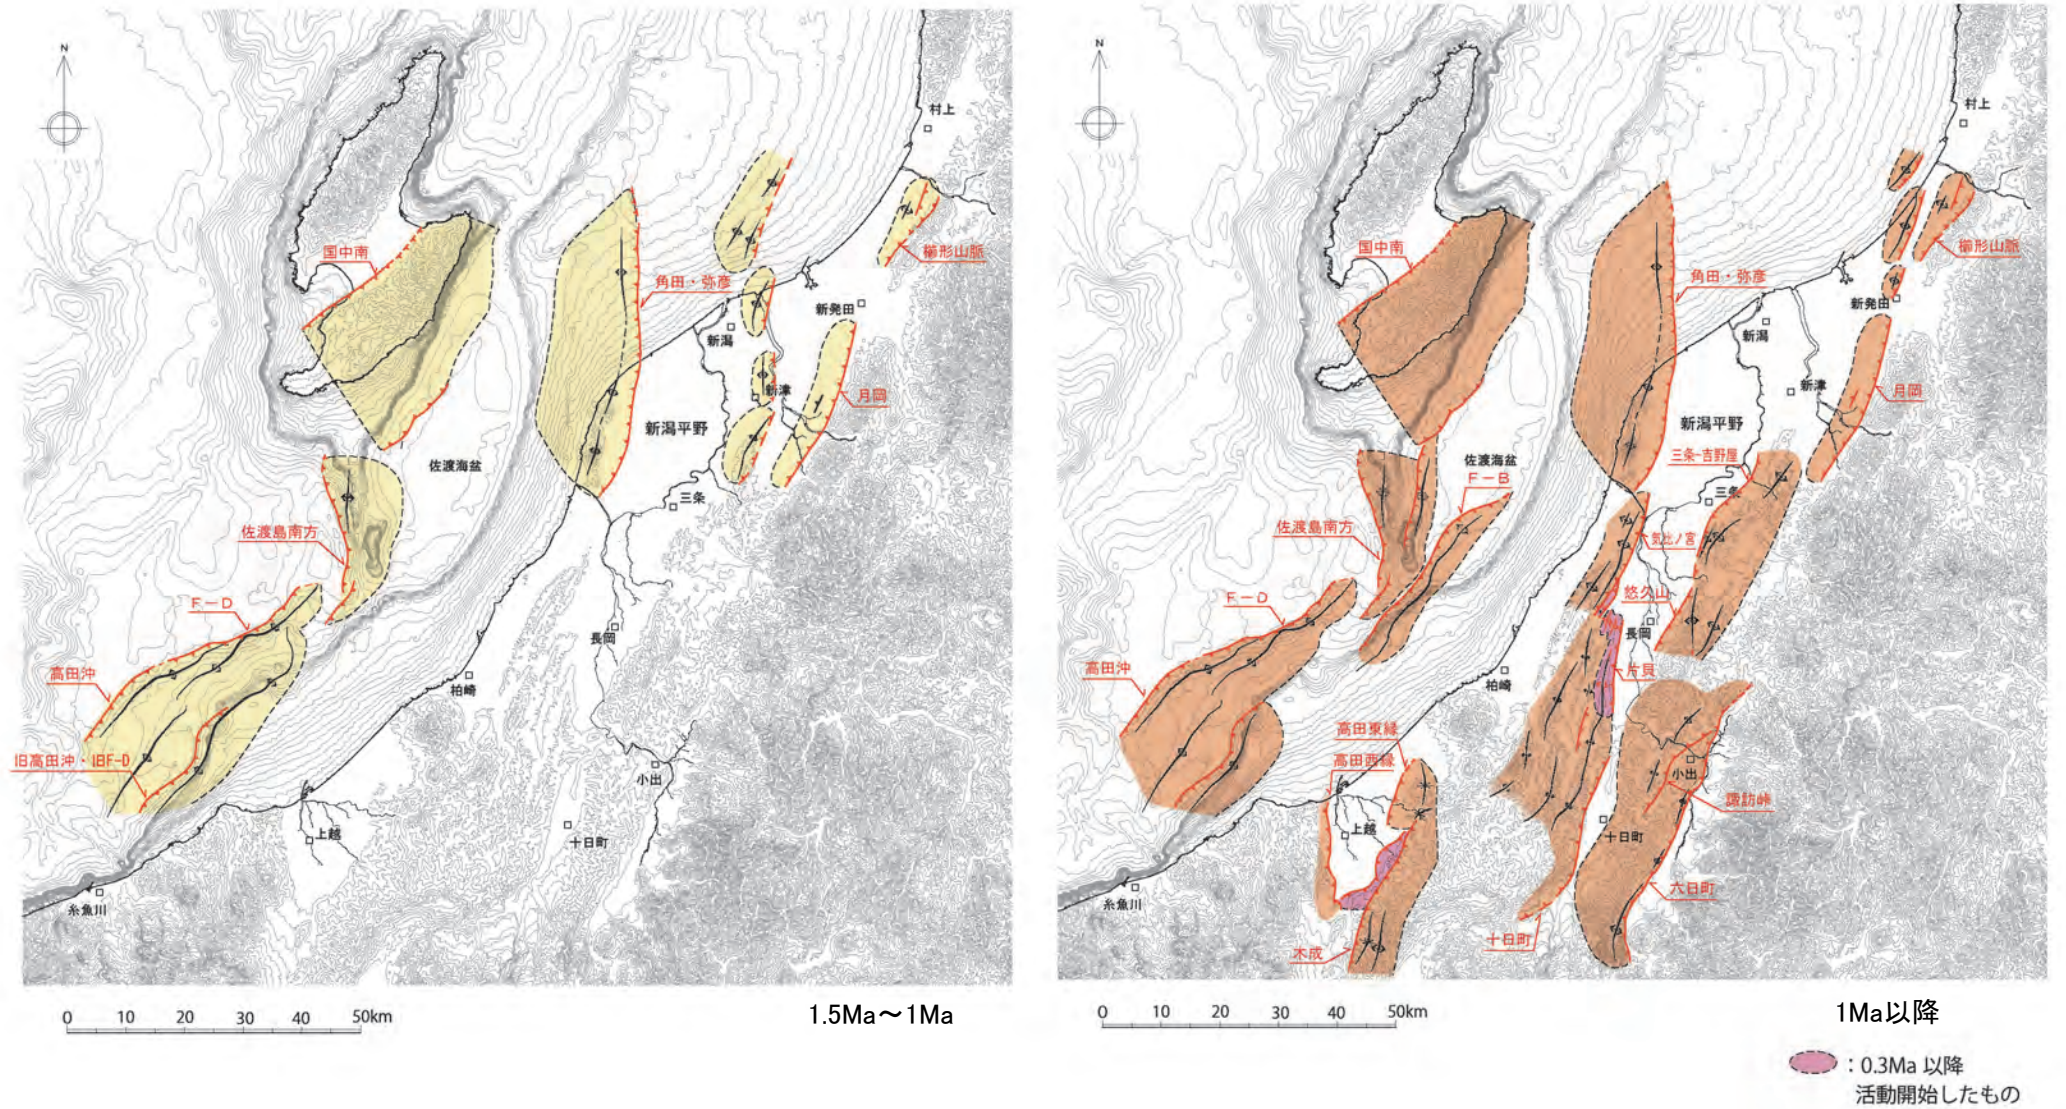 N
村上
国中南
櫛形山脈
角田・弥彦
新発田
新潟
新津
月岡
新潟平野
佐渡海盆
三条
佐渡島南方
F－D
長岡
高田沖
柏崎
旧高田沖・旧F-D
小出
上越
十日町
糸魚川
0 10 20 30 40 50km
1.5Ma～1Ma
N
村上
国中南
櫛形山脈
角田・弥彦
新発田
新潟
新津
月岡
新潟平野
三条-吉野屋
佐渡海盆
F－B
三条
佐渡島南方
気比ノ宮
悠久山
F－D
長岡
高田沖
片貝
柏崎
高田東縁
高田西縁
小出
諏訪峠
上越
十日町
六日町
糸魚川
十日町
木成
0 10 20 30 40 50km
1Ma以降
：0.3Ma 以降
活動開始したもの